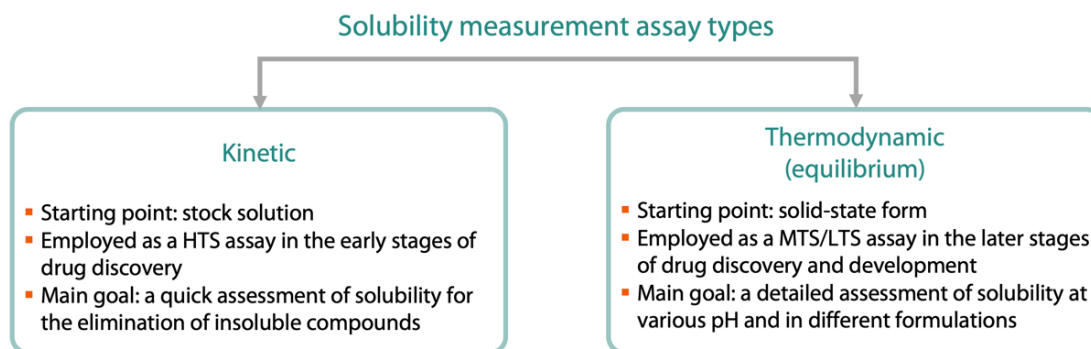 Solubility measurement assay types
Kinetic
▪ Starting point: stock solution
▪ Employed as a HTS assay in the early stages of
drug discovery
▪ Main goal: a quick assessment of solubility for
the elimination of insoluble compounds
Thermodynamic
(equilibrium)
▪ Starting point: solid-state form
▪ Employed as a MTS/LTS assay in the later stages
of drug discovery and development
▪ Main goal: a detailed assessment of solubility at
various pH and in different formulations